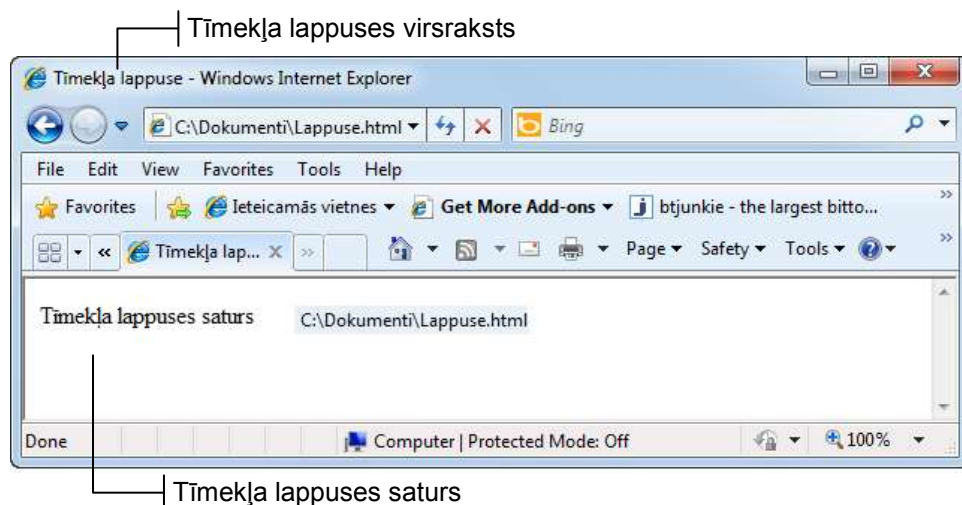 Tīmekļa lappuses virsraksts
Tīmekļa lappuse - Windows Internet Explorer
C:\Dokumenti\Lappuse.html Bing
File Edit View Favorites Tools Help
Favorites Ieteicamās vietnes Get More Add-ons btjunkie - the largest bitto... »
« Tīmekļa lap... X » Page Safety Tools »
Tīmekļa lappuses saturs C:\Dokumenti\Lappuse.html
Done Computer | Protected Mode: Off 100%
Tīmekļa lappuses saturs